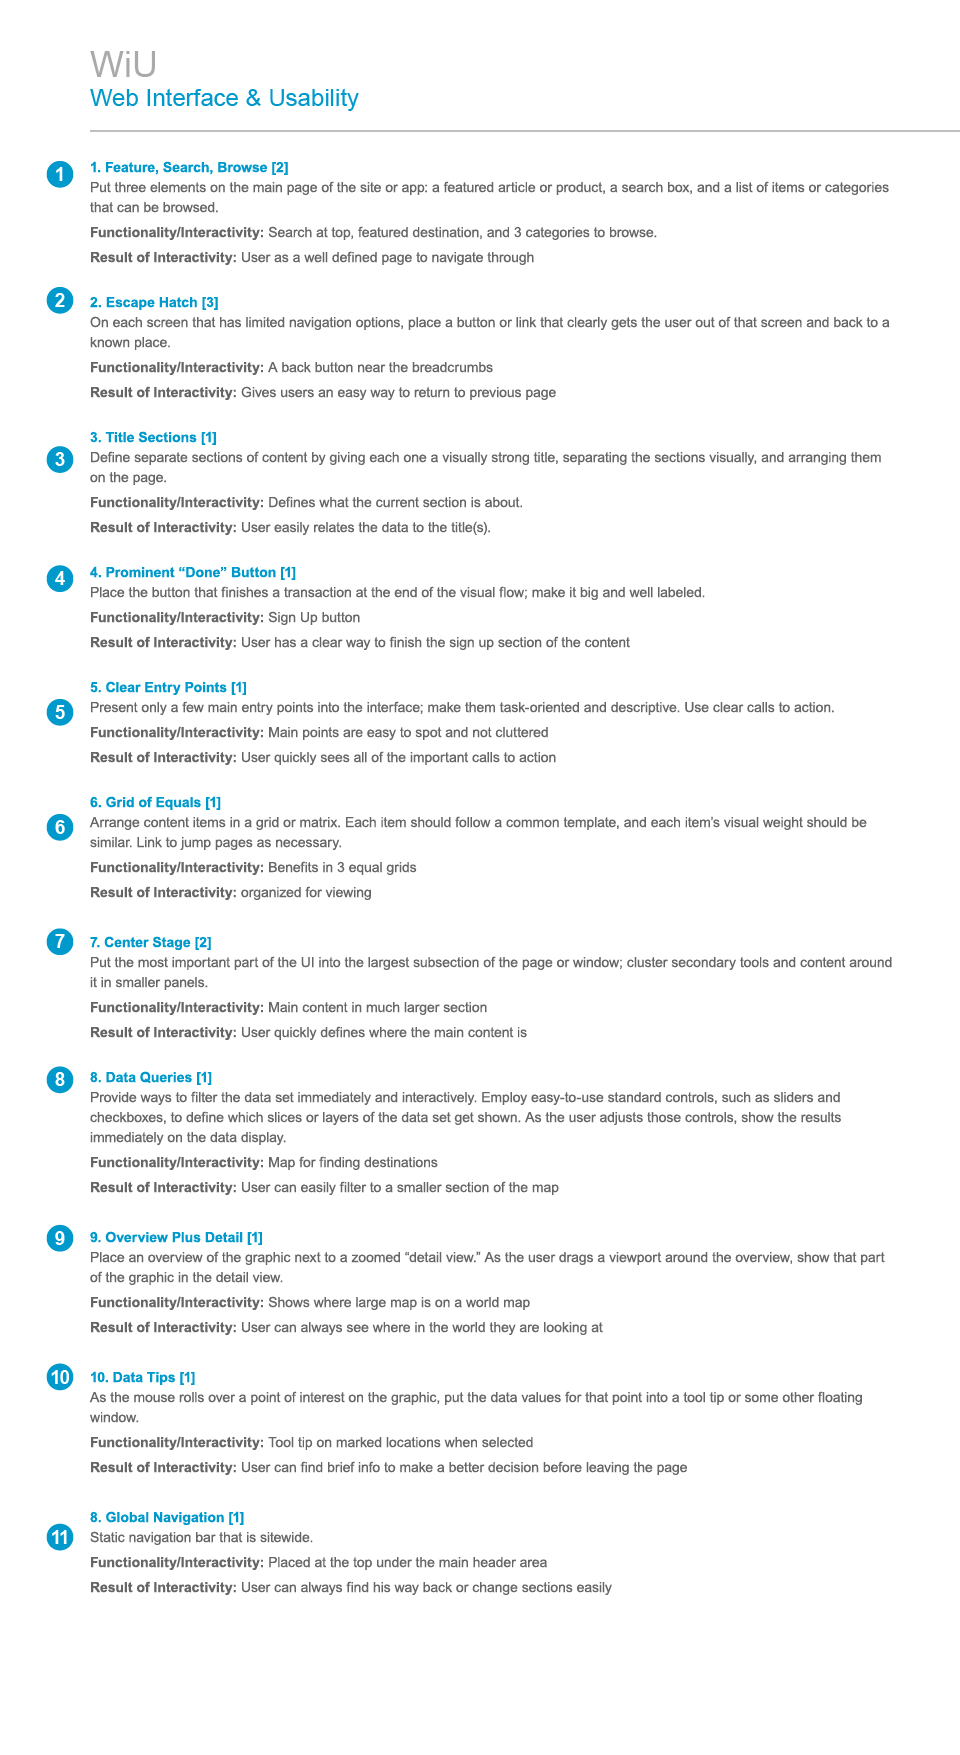 WiU
Web Interface & Usability
1
1. Feature, Search, Browse [2]
Put three elements on the main page of the site or app: a featured article or product, a search box, and a list of items or categories
that can be browsed.
Functionality/Interactivity: Search at top, featured destination, and 3 categories to browse.
Result of Interactivity: User as a well defined page to navigate through
2
2. Escape Hatch [3]
On each screen that has limited navigation options, place a button or link that clearly gets the user out of that screen and back to a
known place.
Functionality/Interactivity: A back button near the breadcrumbs
Result of Interactivity: Gives users an easy way to return to previous page
3
3. Title Sections [1]
Define separate sections of content by giving each one a visually strong title, separating the sections visually, and arranging them
on the page.
Functionality/Interactivity: Defines what the current section is about.
Result of Interactivity: User easily relates the data to the title(s).
4
4. Prominent “Done” Button [1]
Place the button that finishes a transaction at the end of the visual flow; make it big and well labeled.
Functionality/Interactivity: Sign Up button
Result of Interactivity: User has a clear way to finish the sign up section of the content
5
5. Clear Entry Points [1]
Present only a few main entry points into the interface; make them task-oriented and descriptive. Use clear calls to action.
Functionality/Interactivity: Main points are easy to spot and not cluttered
Result of Interactivity: User quickly sees all of the important calls to action
6
6. Grid of Equals [1]
Arrange content items in a grid or matrix. Each item should follow a common template, and each item’s visual weight should be
similar. Link to jump pages as necessary.
Functionality/Interactivity: Benefits in 3 equal grids
Result of Interactivity: organized for viewing
7
7. Center Stage [2]
Put the most important part of the UI into the largest subsection of the page or window; cluster secondary tools and content around
it in smaller panels.
Functionality/Interactivity: Main content in much larger section
Result of Interactivity: User quickly defines where the main content is
8
8. Data Queries [1]
Provide ways to filter the data set immediately and interactively. Employ easy-to-use standard controls, such as sliders and
checkboxes, to define which slices or layers of the data set get shown. As the user adjusts those controls, show the results
immediately on the data display.
Functionality/Interactivity: Map for finding destinations
Result of Interactivity: User can easily filter to a smaller section of the map
9
9. Overview Plus Detail [1]
Place an overview of the graphic next to a zoomed “detail view.” As the user drags a viewport around the overview, show that part
of the graphic in the detail view.
Functionality/Interactivity: Shows where large map is on a world map
Result of Interactivity: User can always see where in the world they are looking at
10
10. Data Tips [1]
As the mouse rolls over a point of interest on the graphic, put the data values for that point into a tool tip or some other floating
window.
Functionality/Interactivity: Tool tip on marked locations when selected
Result of Interactivity: User can find brief info to make a better decision before leaving the page
11
8. Global Navigation [1]
Static navigation bar that is sitewide.
Functionality/Interactivity: Placed at the top under the main header area
Result of Interactivity: User can always find his way back or change sections easily